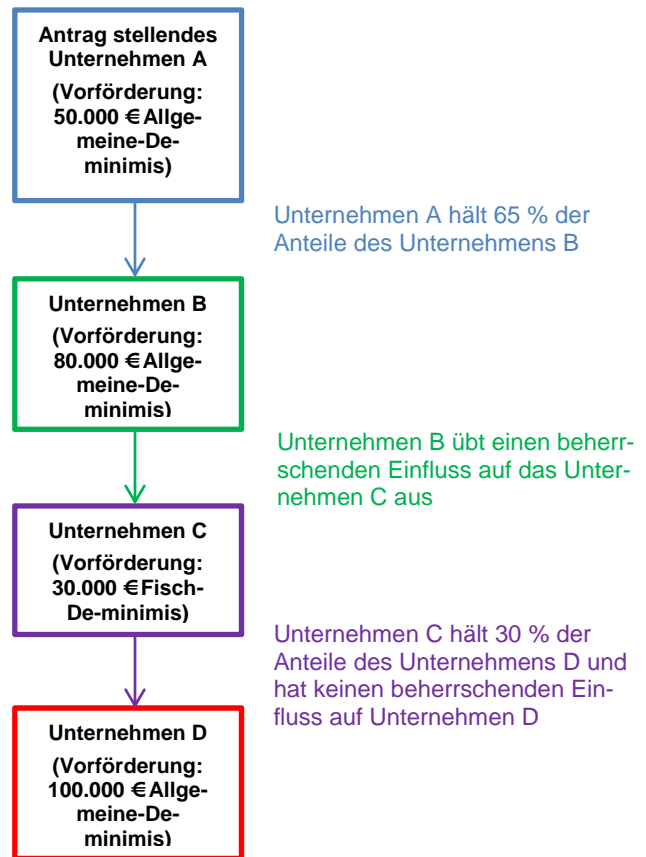 Antrag stellendes
Unternehmen A
(Vorförderung:
50.000 €Allge-
meine-De-
minimis)
Unternehmen A hält 65 % der
Anteile des Unternehmens B
Unternehmen B
(Vorförderung:
80.000 €Allge-
meine-De-
minimis)
Unternehmen B übt einen beherr-
schenden Einfluss auf das Unter-
nehmen C aus
Unternehmen C
(Vorförderung:
30.000 €Fisch-
De-minimis)
Unternehmen C hält 30 % der
Anteile des Unternehmens D und
hat keinen beherrschenden Ein-
fluss auf Unternehmen D
Unternehmen D
(Vorförderung:
100.000 €Allge-
meine-De-
minimis)